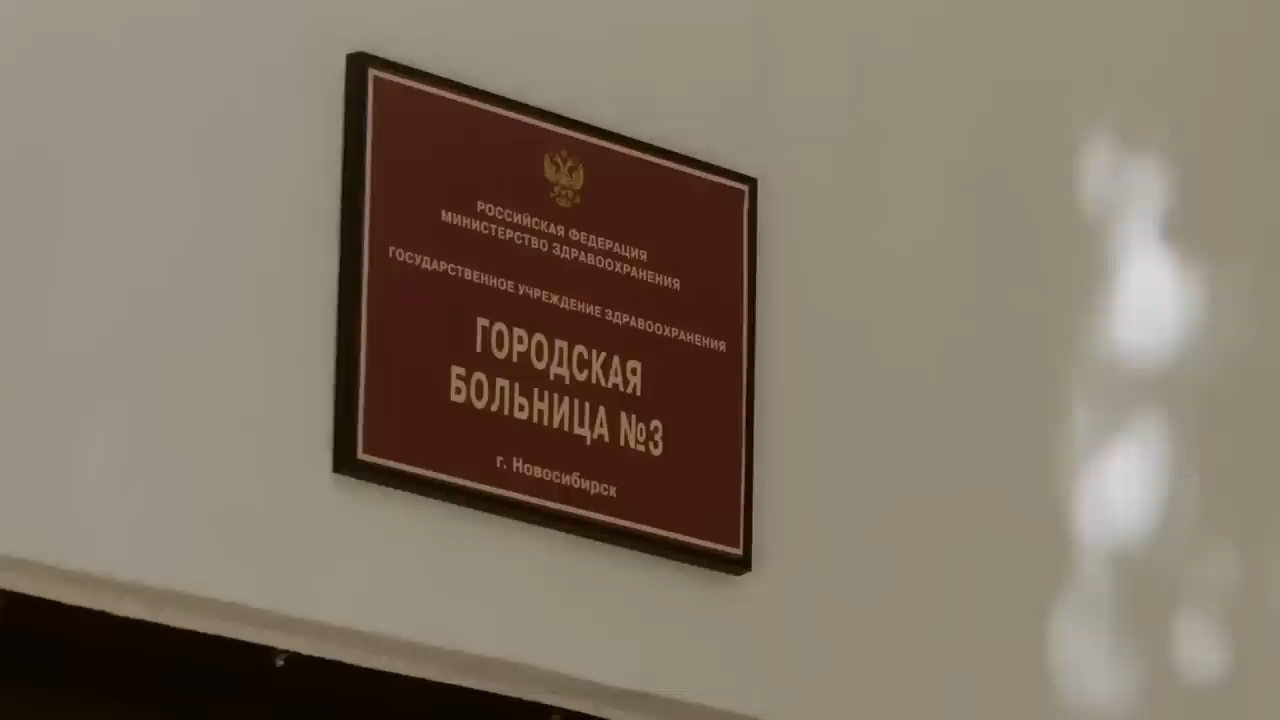 РОССИЙСКАЯ ФЕДЕРАЦИЯ
МИНИСТЕРСТВО ЗДРАВООХРАНЕНИЯ
ГОСУДАРСТВЕННОЕ УЧРЕЖДЕНИЕ ЗДРАВООХРАНЕНИЯ
ГОРОДСКАЯ
БОЛЬНИЦА №3
г. Новосибирск